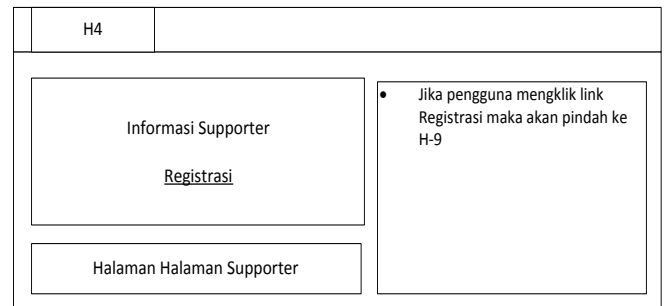 H4
Informasi Supporter
Registrasi
Halaman Halaman Supporter
• Jika pengguna mengklik link
Registrasi maka akan pindah ke
H-9